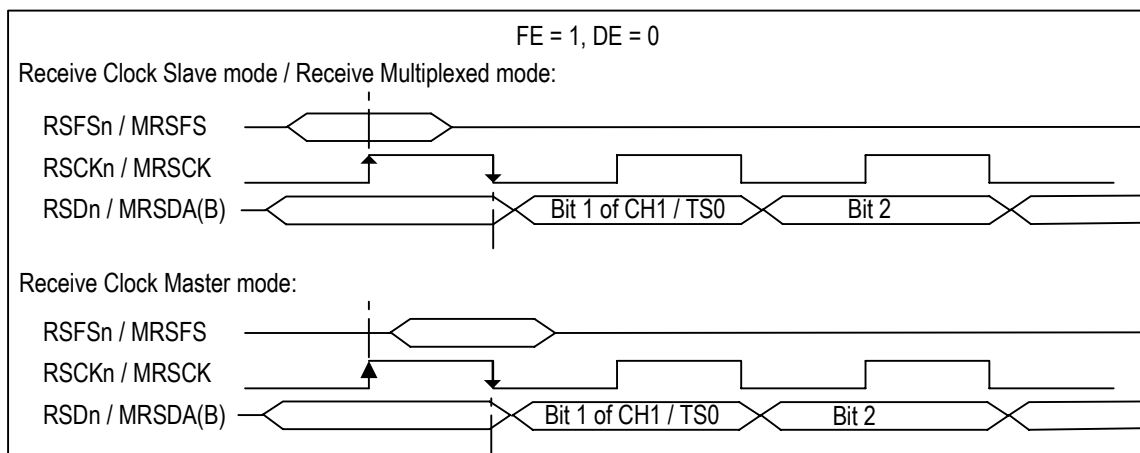 FE = 1, DE = 0
Receive Clock Slave mode / Receive Multiplexed mode:
RSFSn / MRSFS
RSCKn / MRSCK
RSDn / MRSDA(B)
Bit 1 of CH1 / TS0
Bit 2
Receive Clock Master mode:
RSFSn / MRSFS
RSCKn / MRSCK
RSDn / MRSDA(B)
Bit 1 of CH1 / TS0
Bit 2